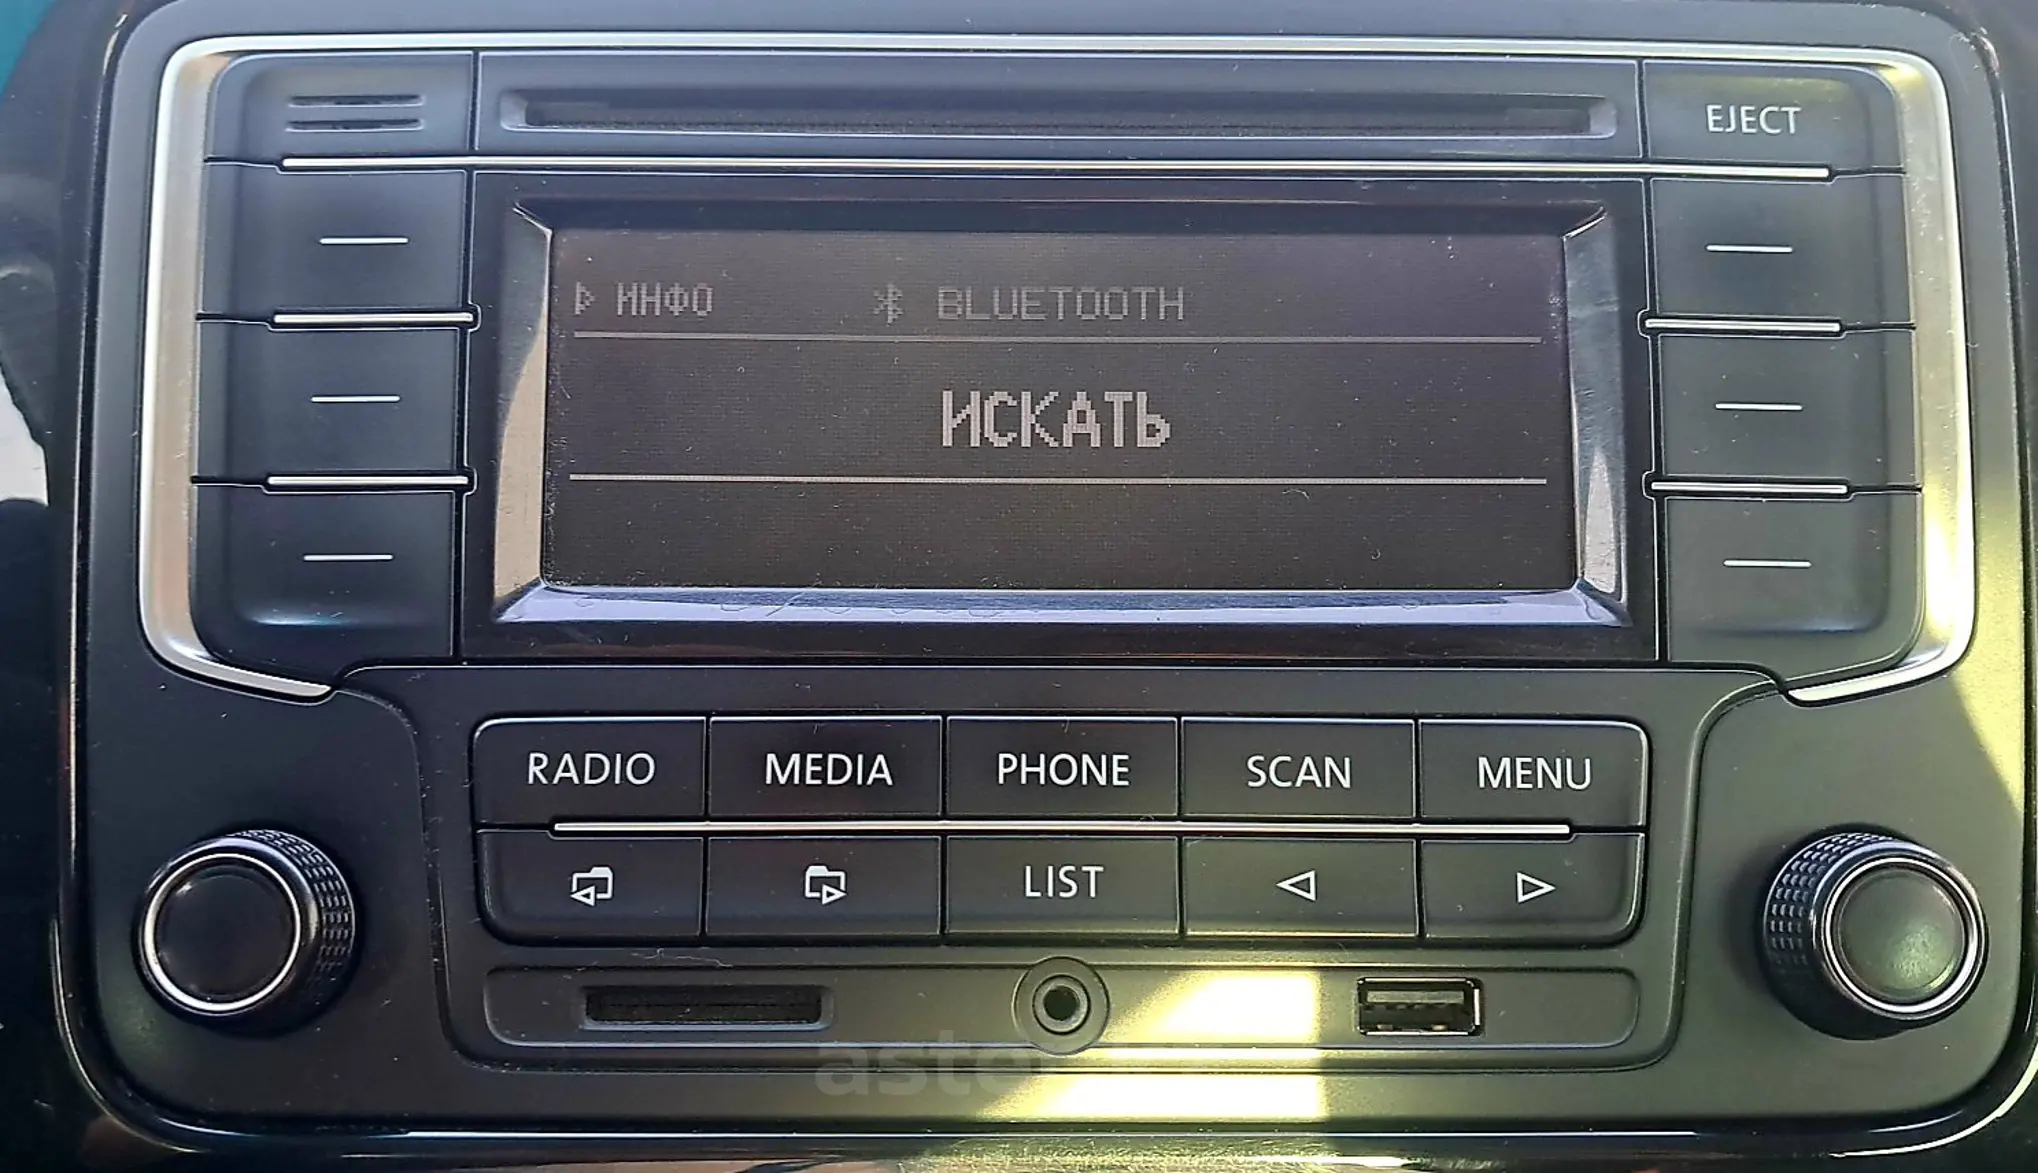 EJECT
ИНФО BLUETOOTH
ИСКАТЬ
RADIO MEDIA PHONE SCAN MENU
LIST